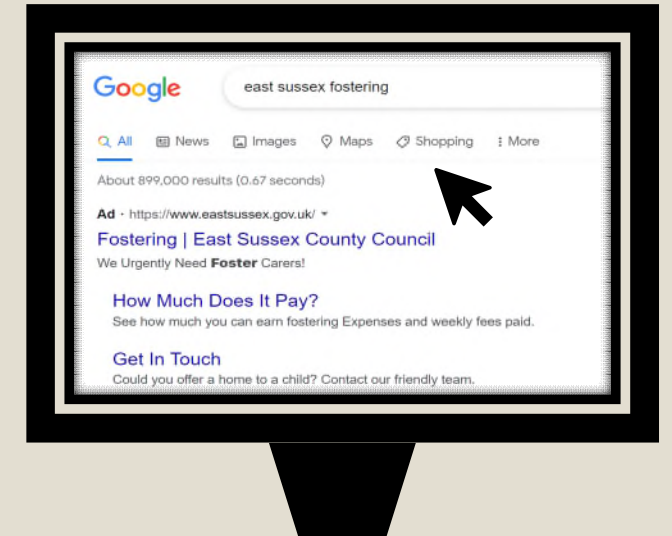 Google east sussex fostering
All News Images Maps Shopping More
About 899,000 results (0.67 seconds)
Ad · https://www.eastsussex.gov.uk/
Fostering | East Sussex County Council
We Urgently Need Foster Carers!
How Much Does It Pay?
See how much you can earn fostering Expenses and weekly fees paid.
Get In Touch
Could you offer a home to a child? Contact our friendly team.